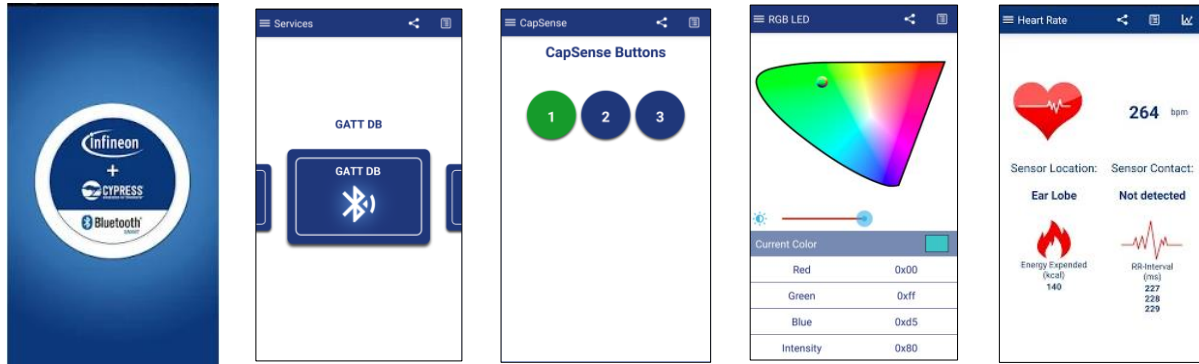 Infineon
+
CYPRESS
Bluetooth
SMART
Services
GATT DB
GATT DB
CapSense
CapSense Buttons
1 2 3
RGB LED
Current Color
Red 0x00
Green 0xff
Blue 0xd5
Intensity 0x80
Heart Rate
264 bpm
Sensor Location: Sensor Contact:
Ear Lobe Not detected
Energy Expended
(kcal)
140
RR-Interval
(ms)
227
228
229